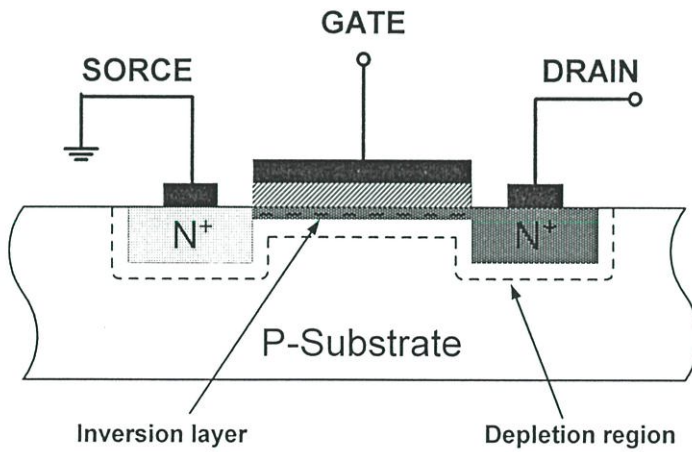 GATE
SORCE
DRAIN
N+
N+
P-Substrate
Inversion layer
Depletion region